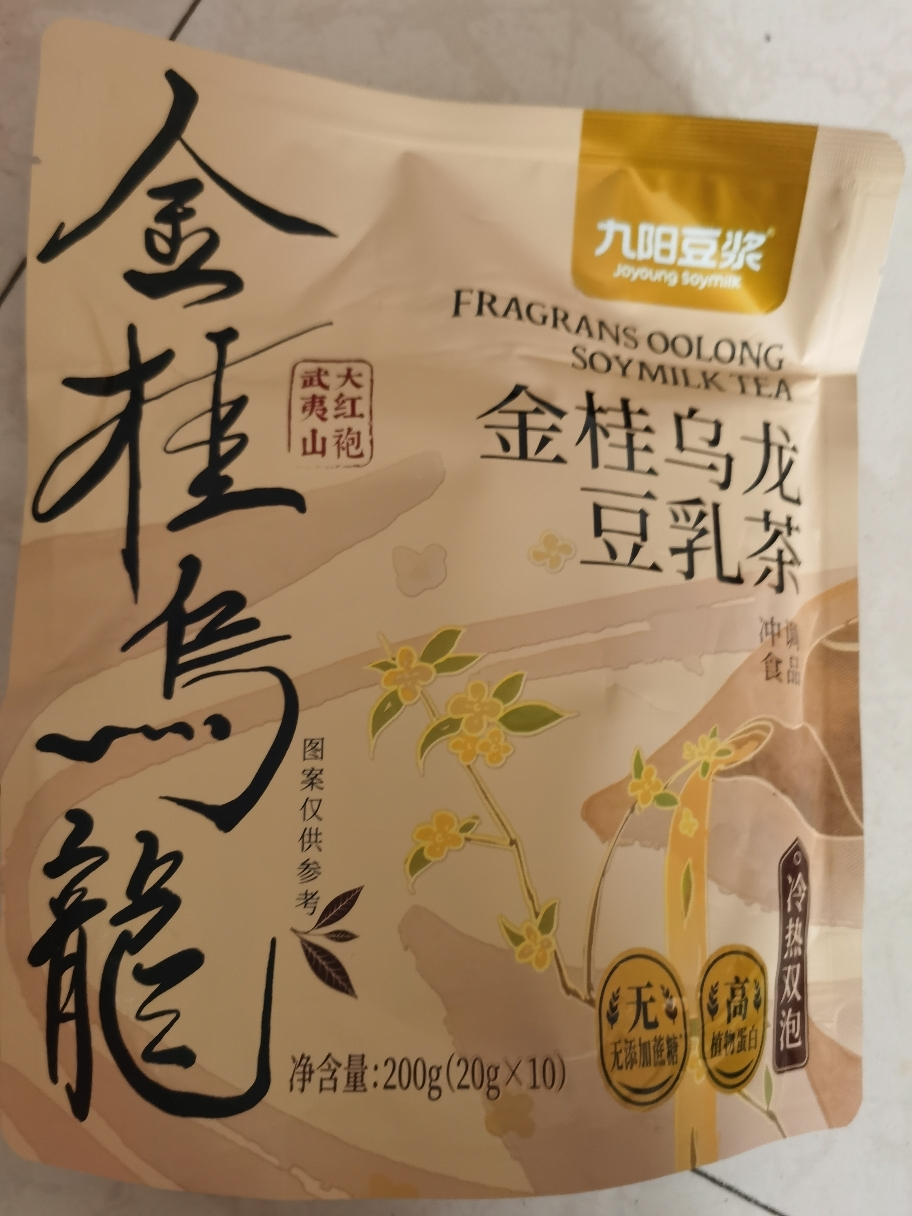 金桂烏龍
武夷山
大红袍
九阳豆浆
Joyoung Soymilk
FRAGRANS OOLONG
SOYMILK TEA
金桂乌龙
豆乳茶
冲调
食品
图案仅供参考
冷热双泡
无
无添加蔗糖
高
植物蛋白
净含量:200g(20g×10)